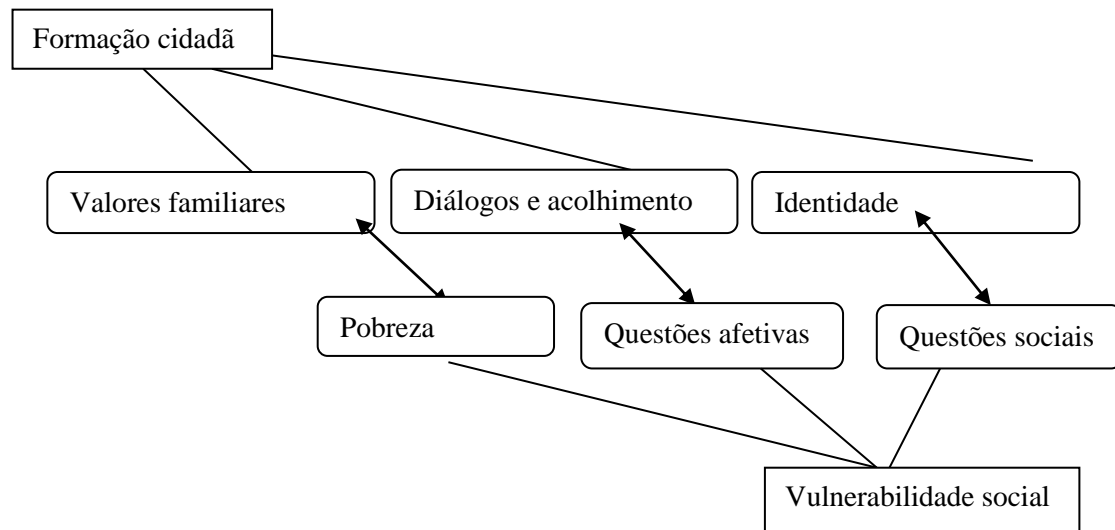 Formação cidadã
Valores familiares
Diálogos e acolhimento
Identidade
Pobreza
Questões afetivas
Questões sociais
Vulnerabilidade social